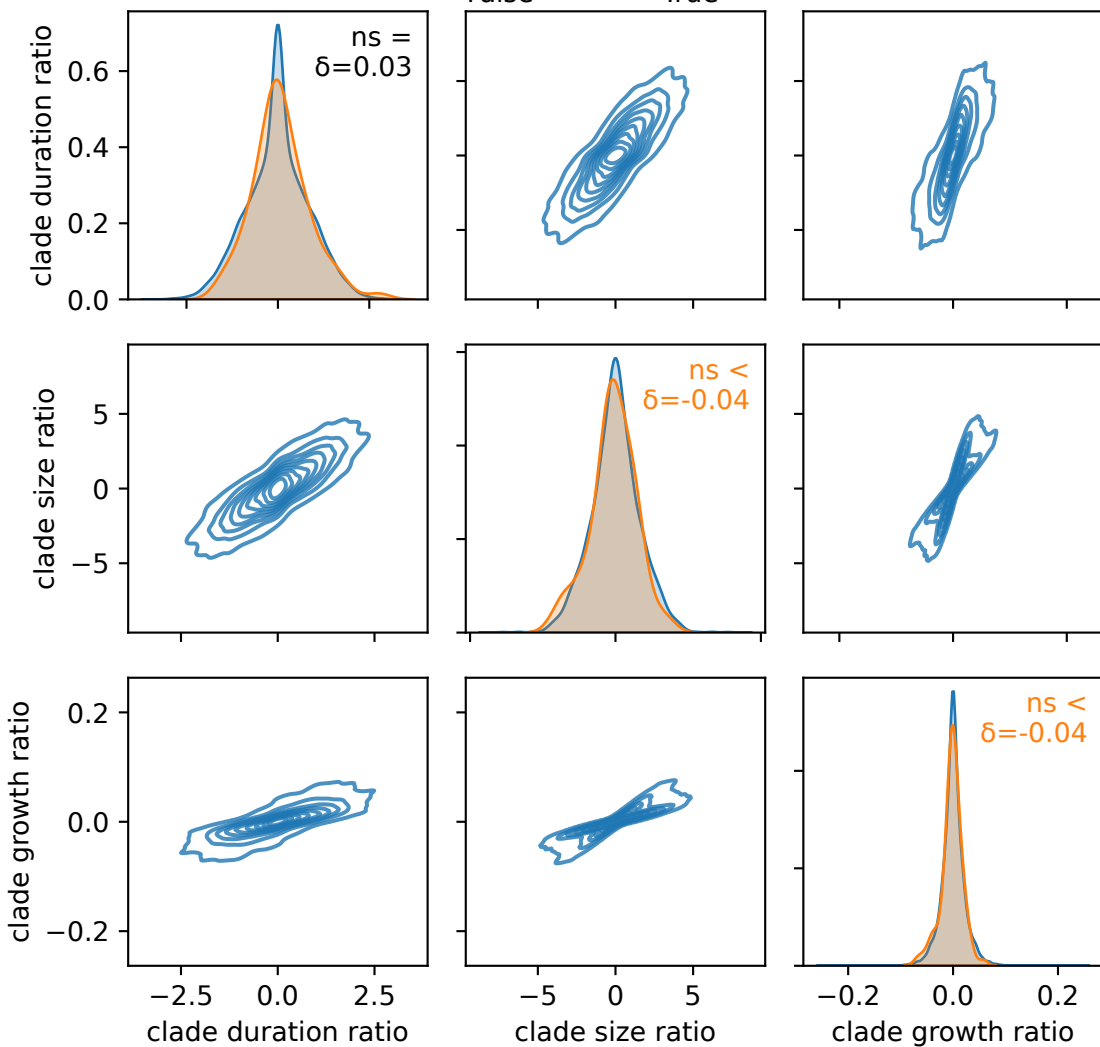 ns =
δ=0.03
clade duration ratio
0.6
0.4
0.2
0.0
ns <
δ=-0.04
clade size ratio
5
0
−5
ns <
δ=-0.04
clade growth ratio
0.2
0.0
−0.2
−2.5 0.0 2.5
−5 0 5
−0.2 0.0 0.2
clade duration ratio
clade size ratio
clade growth ratio